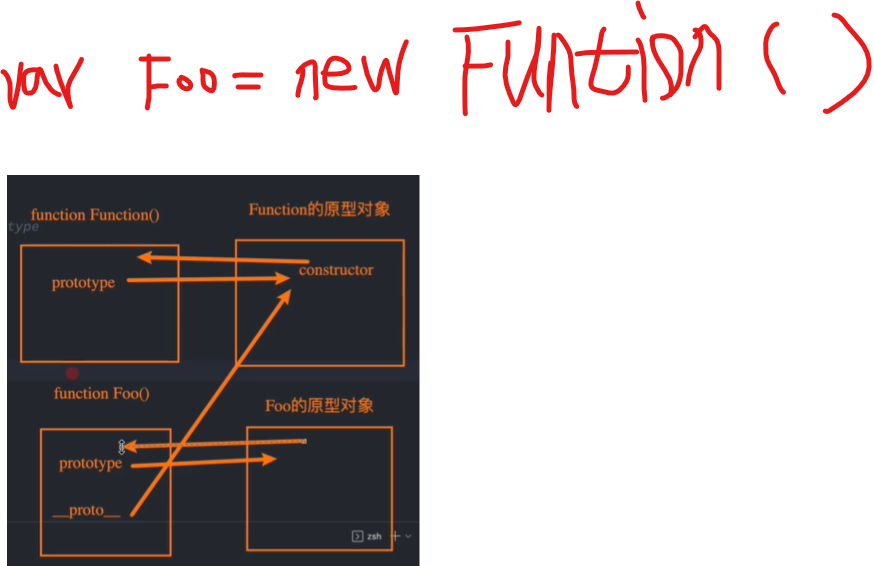 var Foo = new Funtion ( )
function Function()
Function的原型对象
type
prototype
constructor
function Foo()
Foo的原型对象
prototype
__proto__
zsh